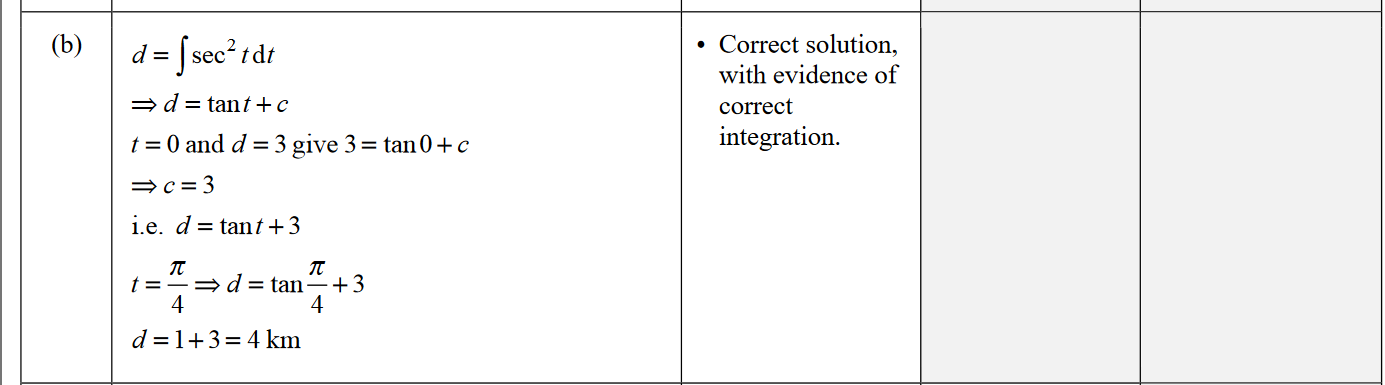 (b)
d = ∫ sec² t dt
⇒ d = tan t + c
t = 0 and d = 3 give 3 = tan 0 + c
⇒ c = 3
i.e. d = tan t + 3
t = π/4 ⇒ d = tan π/4 + 3
d = 1 + 3 = 4 km
• Correct solution,
with evidence of
correct
integration.